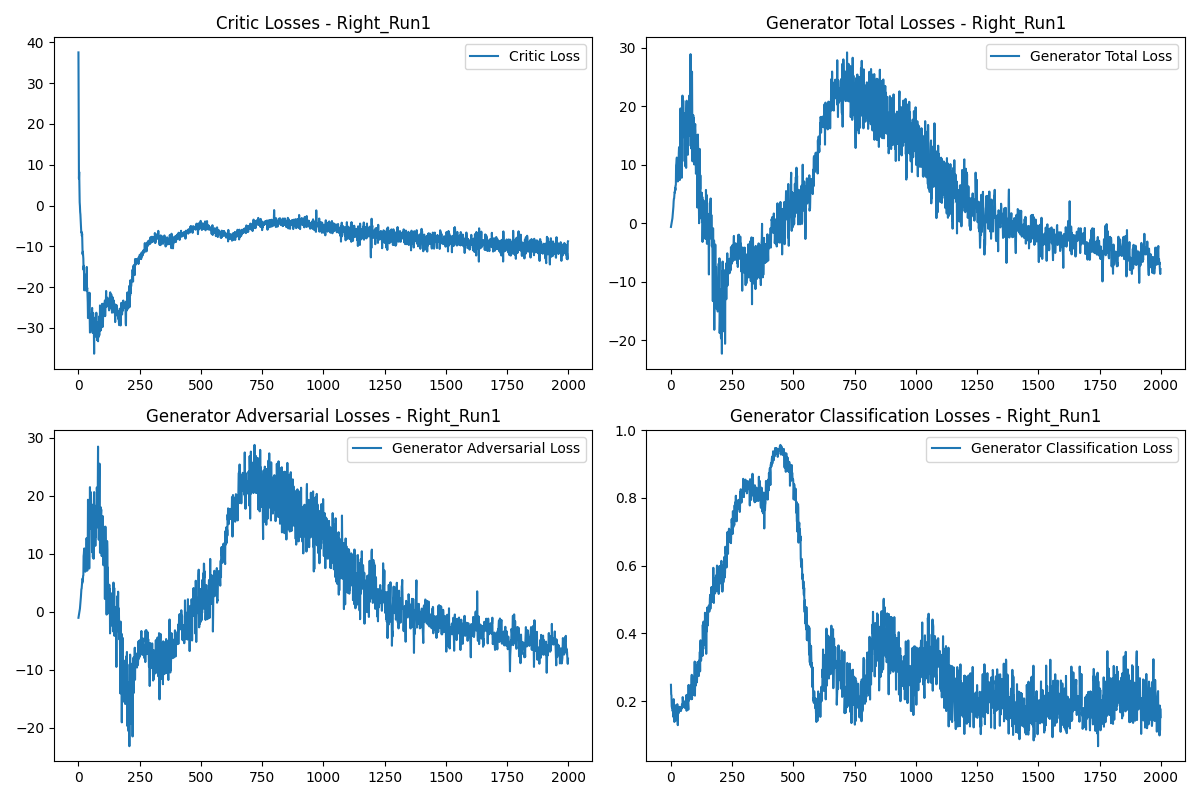 Critic Losses - Right_Run1
Critic Loss
40
30
20
10
0
−10
−20
−30
0 250 500 750 1000 1250 1500 1750 2000
Generator Total Losses - Right_Run1
Generator Total Loss
30
20
10
0
−10
−20
0 250 500 750 1000 1250 1500 1750 2000
Generator Adversarial Losses - Right_Run1
Generator Adversarial Loss
30
20
10
0
−10
−20
0 250 500 750 1000 1250 1500 1750 2000
Generator Classification Losses - Right_Run1
Generator Classification Loss
1.0
0.8
0.6
0.4
0.2
0 250 500 750 1000 1250 1500 1750 2000